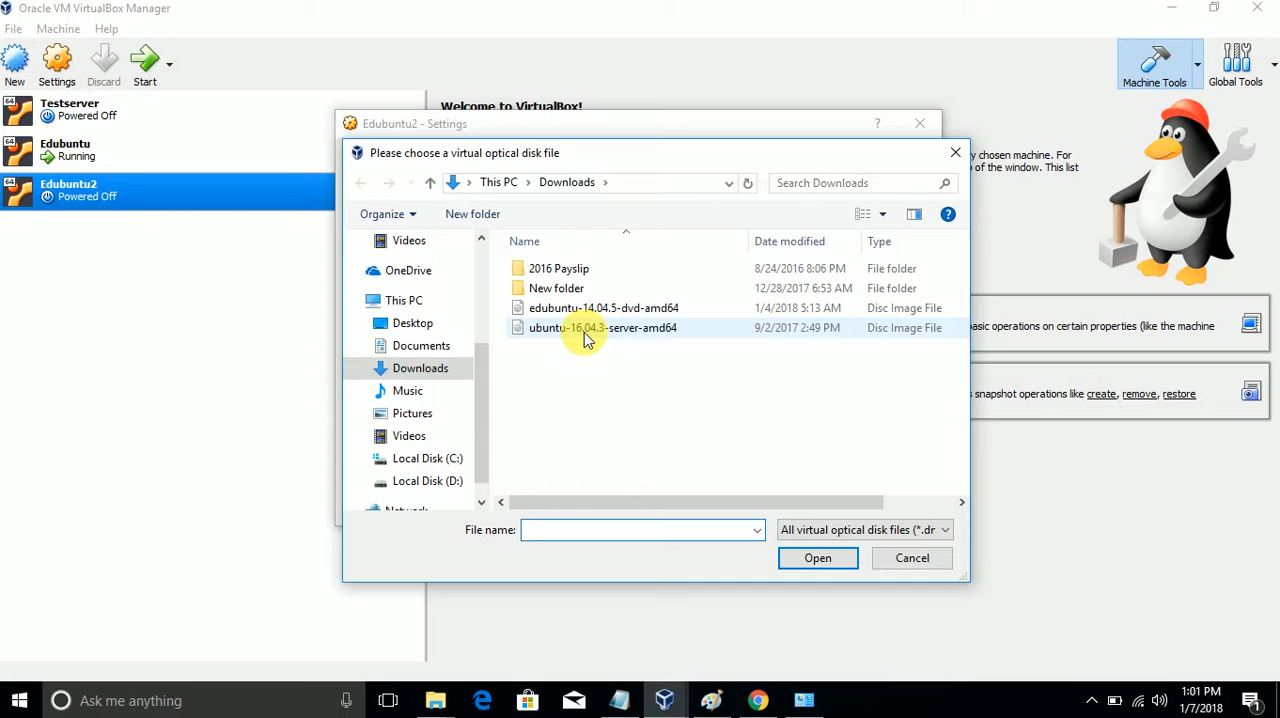 Oracle VM VirtualBox Manager
File Machine Help
New Settings Discard Start Machine Tools Global Tools
64 Testserver
Powered Off
64 Edubuntu
Running
64 Edubuntu2
Powered Off
Welcome to VirtualBox!
Edubuntu2 - Settings ?
Please choose a virtual optical disk file
This PC Downloads Search Downloads
Organize New folder ?
Name Date modified Type
Videos
OneDrive
This PC
Desktop
Documents
Downloads
Music
Pictures
Videos
Local Disk (C:)
Local Disk (D:)
2016 Payslip 8/24/2016 8:06 PM File folder
New folder 12/28/2017 6:53 AM File folder
edubuntu-14.04.5-dvd-amd64 1/4/2018 5:13 AM Disc Image File
ubuntu-16.04.3-server-amd64 9/2/2017 2:49 PM Disc Image File
File name: All virtual optical disk files (*.dr
Open Cancel
y chosen machine. For
op of the window. This list
basic operations on certain properties (like the machine
snapshot operations like create, remove, restore
Ask me anything
1:01 PM
1/7/2018
1